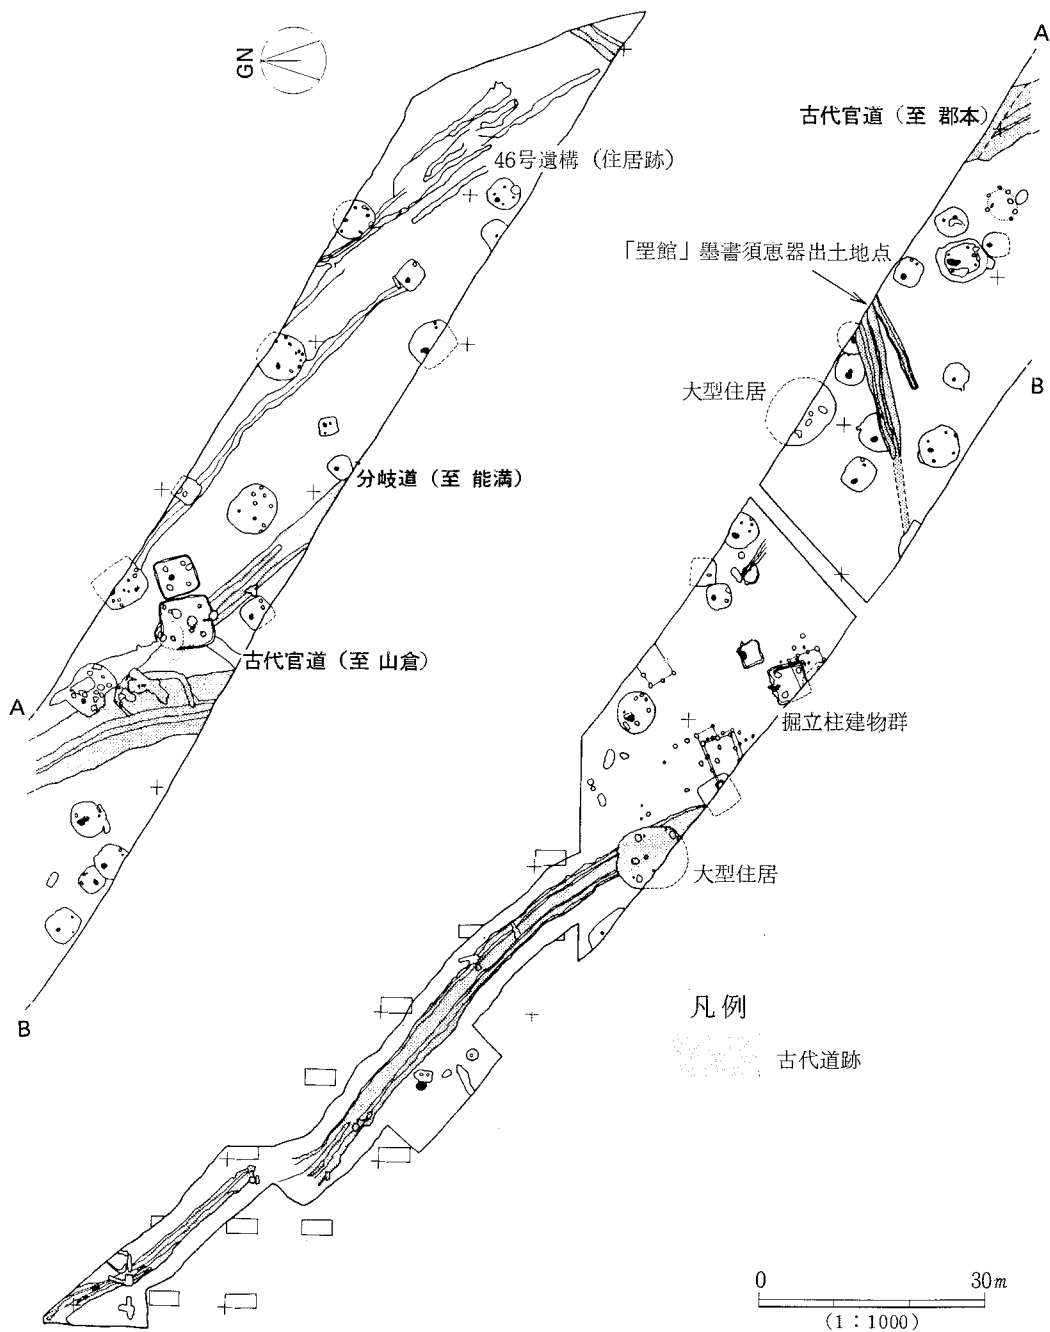 GN
46号遺構（住居跡）
分岐道（至 能満）
古代官道（至 山倉）
A
B
A
古代官道（至 郡本）
「罜館」墨書須恵器出土地点
大型住居
B
掘立柱建物群
大型住居
凡例
古代道跡
0 30m
(1：1000)